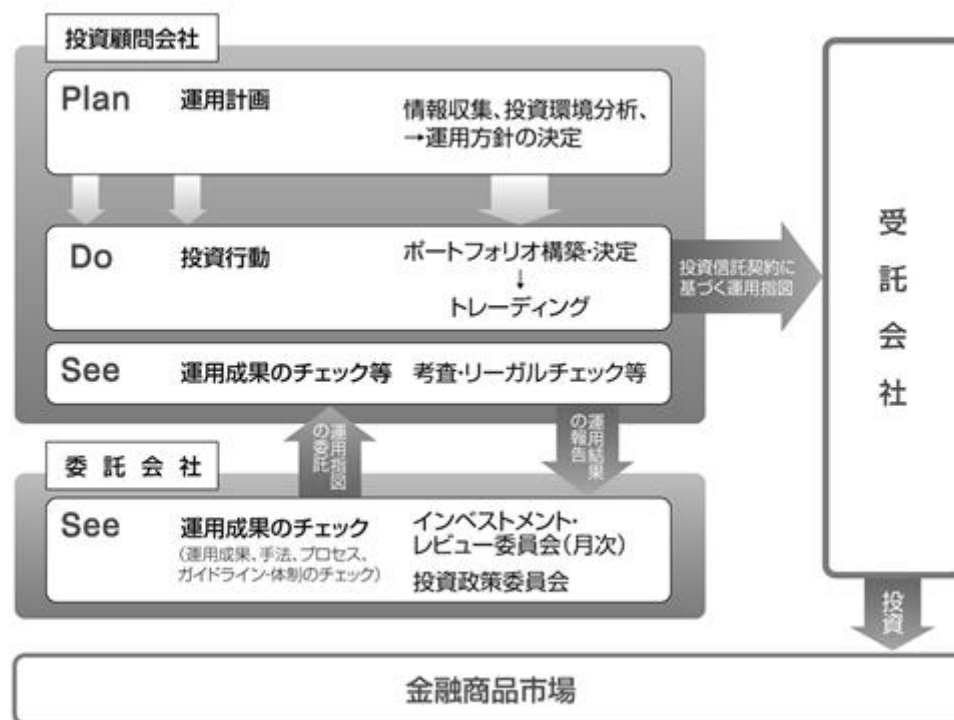 投資顧問会社
Plan 運用計画
情報収集、投資環境分析、
→運用方針の決定
Do 投資行動
ポートフォリオ構築・決定
↓
トレーディング
投資信託契約に
基づく運用指図
See 運用成果のチェック等 考査・リーガルチェック等
運用指図
の委託
運用結果
の報告
委託会社
See 運用成果のチェック
(運用成果、手法、プロセス、
ガイドライン・体制のチェック)
インベストメント・
レビュー委員会(月次)
投資政策委員会
受託会社
投資
金融商品市場